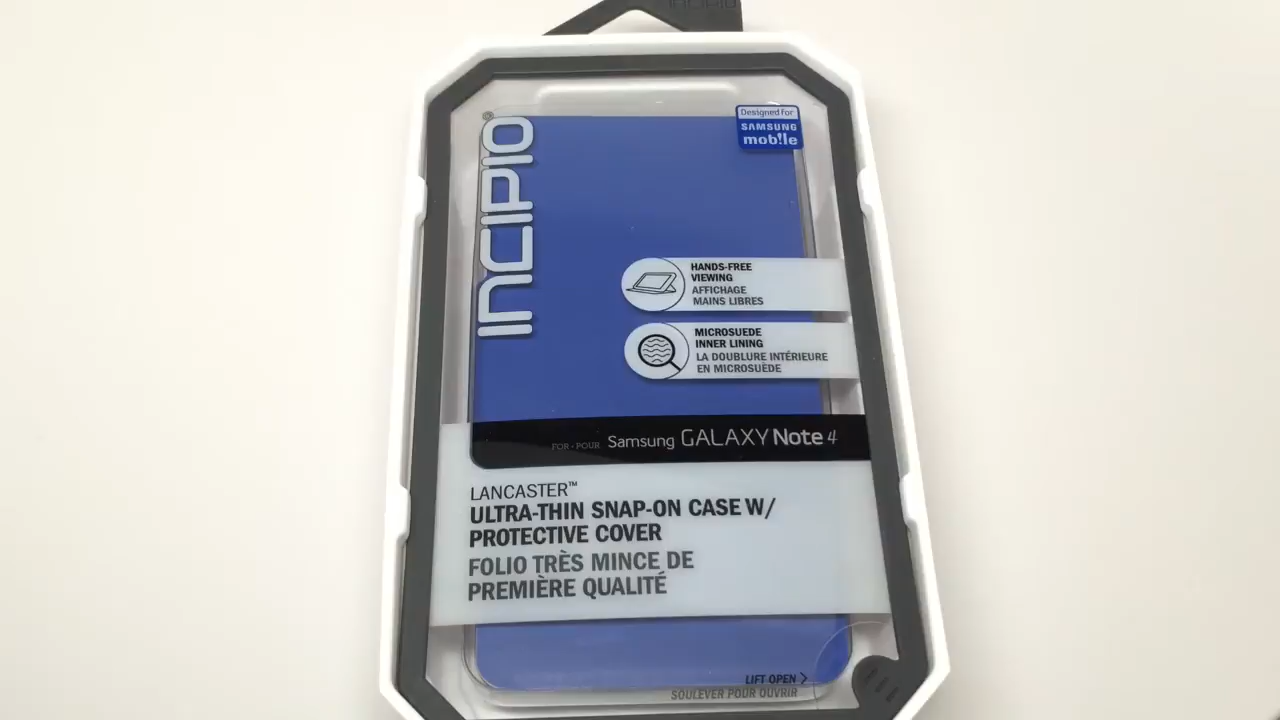 INCIPIO
INCIPIO®
Designed for
SAMSUNG
mob!le
HANDS-FREE
VIEWING
AFFICHAGE
MAINS LIBRES
MICROSUEDE
INNER LINING
LA DOUBLURE INTÉRIEURE
EN MICROSUÈDE
FOR - POUR Samsung GALAXY Note 4
LANCASTER™
ULTRA-THIN SNAP-ON CASE W/
PROTECTIVE COVER
FOLIO TRÈS MINCE DE
PREMIÈRE QUALITÉ
LIFT OPEN >
SOULEVER POUR OUVRIR